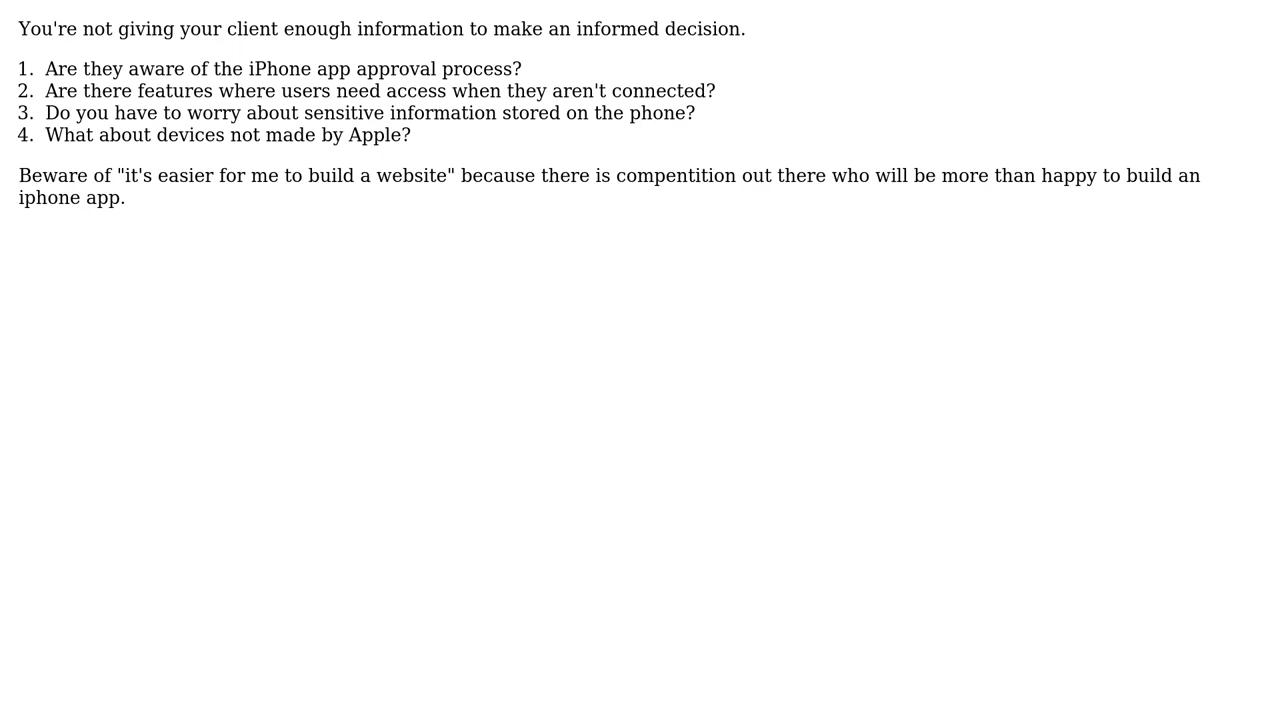 You're not giving your client enough information to make an informed decision.
1. Are they aware of the iPhone app approval process?
2. Are there features where users need access when they aren't connected?
3. Do you have to worry about sensitive information stored on the phone?
4. What about devices not made by Apple?
Beware of "it's easier for me to build a website" because there is compentition out there who will be more than happy to build an
iphone app.